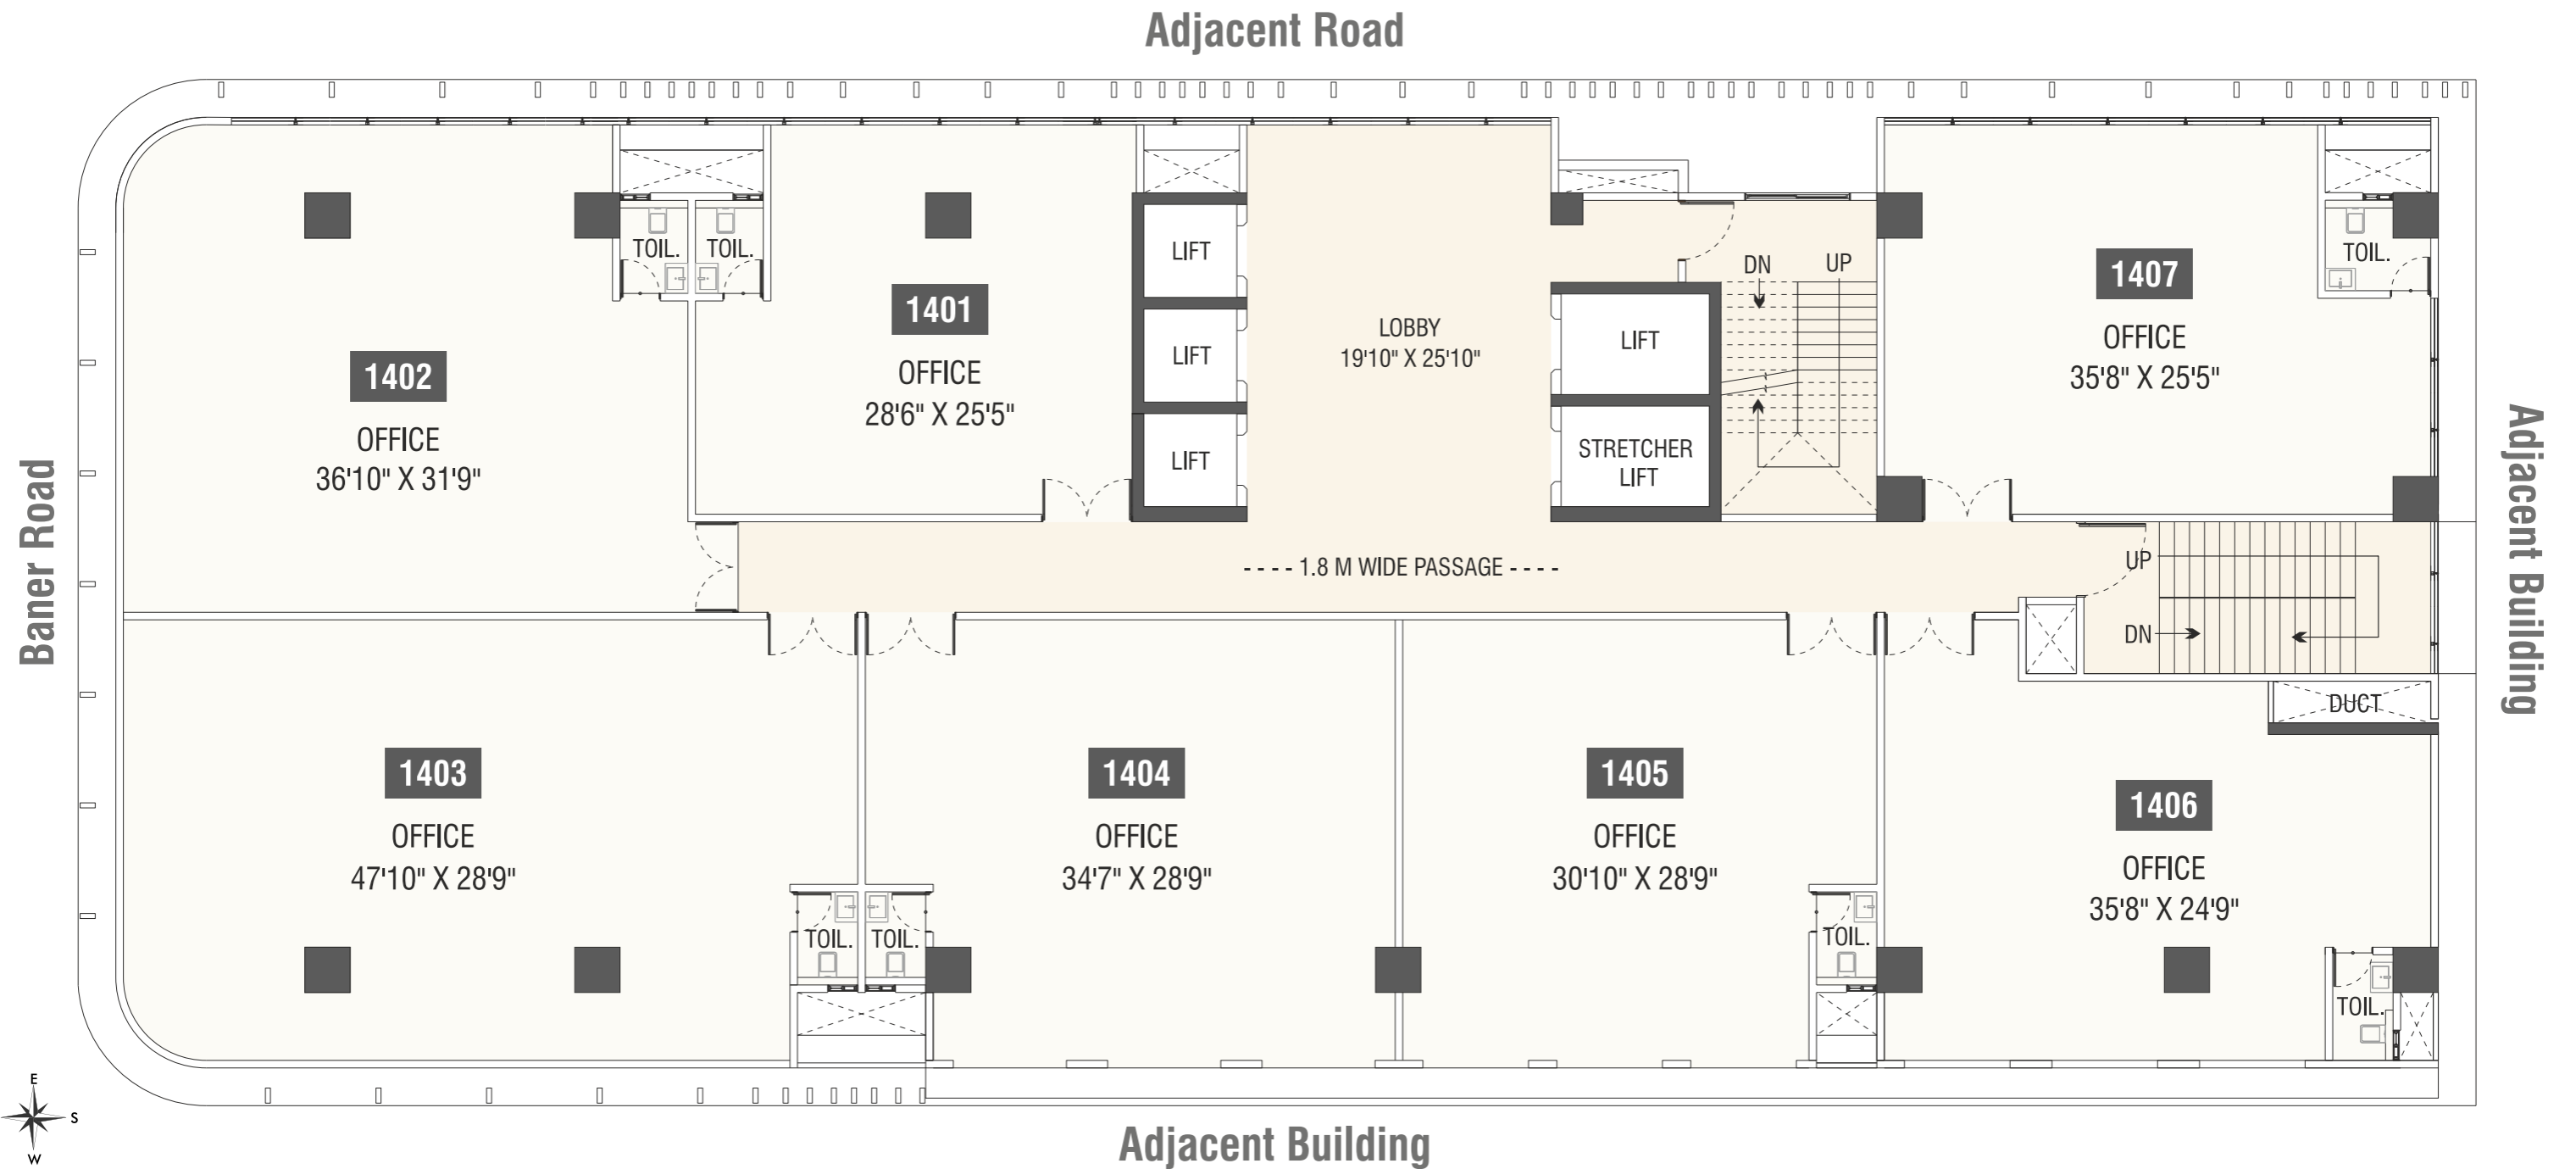 Adjacent Road
TOIL.
TOIL.
1401
OFFICE
28'6" X 25'5"
1402
OFFICE
36'10" X 31'9"
LIFT
LIFT
LIFT
LOBBY
19'10" X 25'10"
LIFT
STRETCHER
LIFT
DN
UP
1407
OFFICE
35'8" X 25'5"
TOIL.
Baner Road
Adjacent Building
- - - - 1.8 M WIDE PASSAGE - - - -
UP
DN
DUCT
1403
OFFICE
47'10" X 28'9"
TOIL.
TOIL.
1404
OFFICE
34'7" X 28'9"
1405
OFFICE
30'10" X 28'9"
TOIL.
1406
OFFICE
35'8" X 24'9"
TOIL.
E
S
W
Adjacent Building